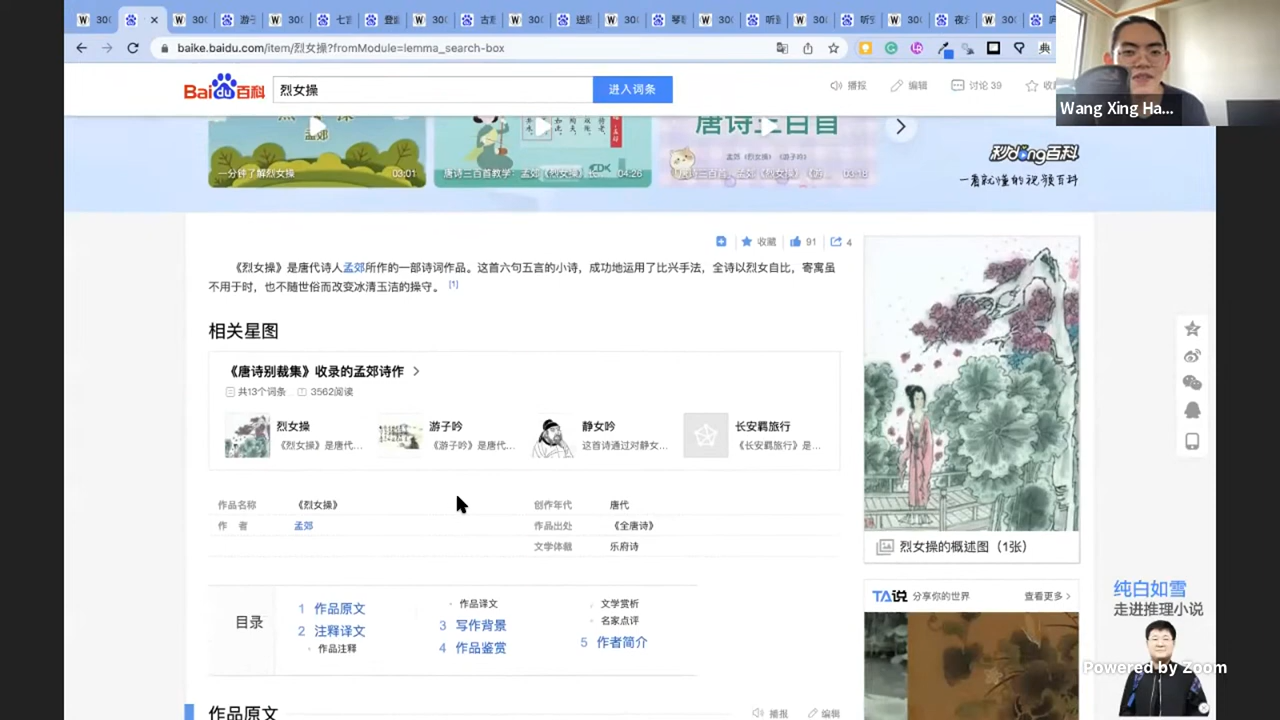 baike.baidu.com/item/烈女操?fromModule=lemma_search-box
Wang Xing Ha...
Bai百科
烈女操
进入词条
播报
编辑
讨论 39
一分钟了解烈女操
03:01
04:26
唐诗三百首
孟郊《烈女操》《游子吟》
03:18
秒dong百科
一看就懂的视频百科
收藏
91
4
《烈女操》是唐代诗人孟郊所作的一部诗词作品。这首六句五言的小诗，成功地运用了比兴手法，全诗以烈女自比，寄寓虽
不用于时，也不随世俗而改变冰清玉洁的操守。 [1]
相关星图
《唐诗别裁集》收录的孟郊诗作
共13个词条
3562阅读
烈女操
《烈女操》是唐代...
游子吟
《游子吟》是唐代...
静女吟
这首诗通过对静女...
长安羁旅行
《长安羁旅行》是...
作品名称 《烈女操》
创作年代 唐代
作 者 孟郊
作品出处 《全唐诗》
文学体裁 乐府诗
烈女操的概述图（1张）
目录
1 作品原文
2 注释译文
作品注释
作品译文
3 写作背景
4 作品鉴赏
文学赏析
名家点评
5 作者简介
TA说 分享你的世界 查看更多
纯白如雪
走进推理小说
Powered by Zoom
作品原文
播报
编辑